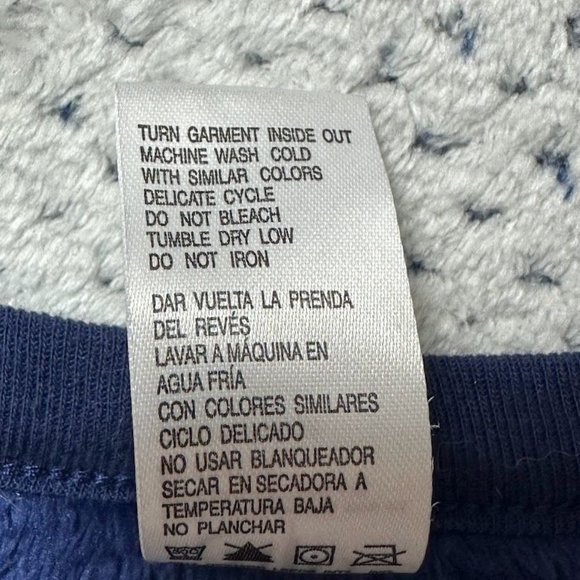 TURN GARMENT INSIDE OUT
MACHINE WASH COLD
WITH SIMILAR COLORS
DELICATE CYCLE
DO NOT BLEACH
TUMBLE DRY LOW
DO NOT IRON
DAR VUELTA LA PRENDA
DEL REVÉS
LAVAR A MÁQUINA EN
AGUA FRÍA
CON COLORES SIMILARES
CICLO DELICADO
NO USAR BLANQUEADOR
SECAR EN SECADORA A
TEMPERATURA BAJA
NO PLANCHAR